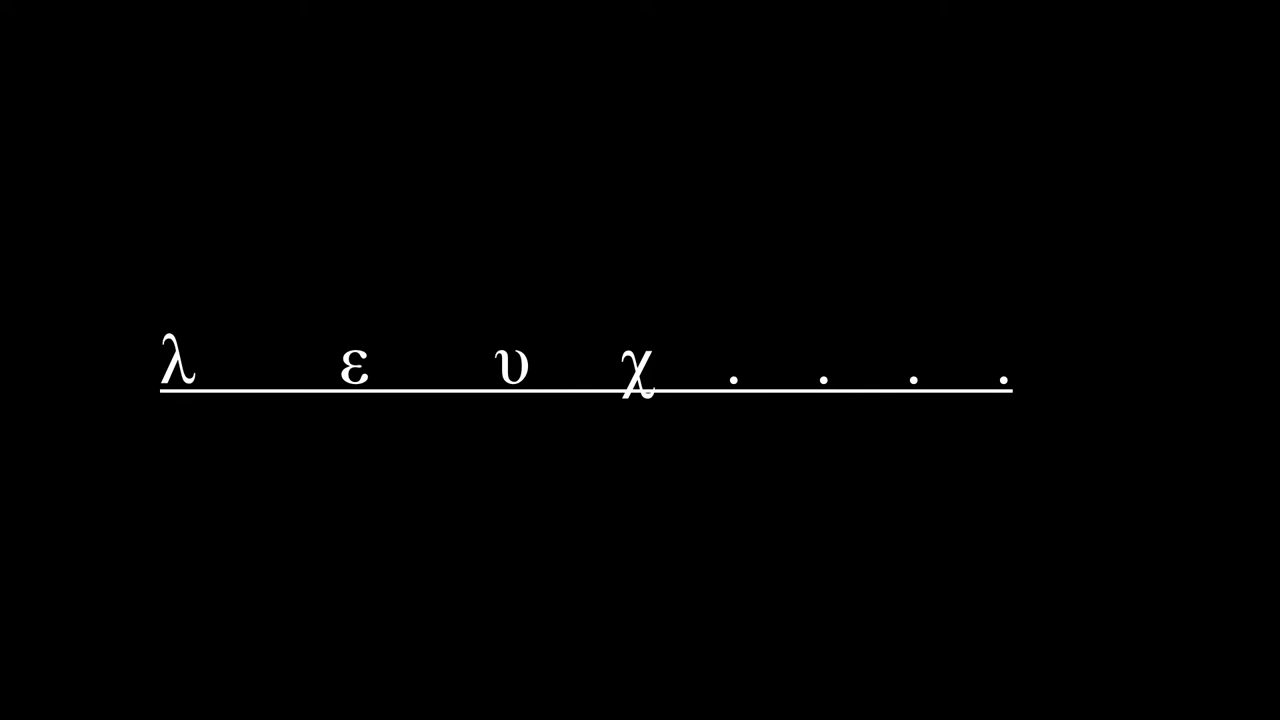 λ ε υ χ . . . .